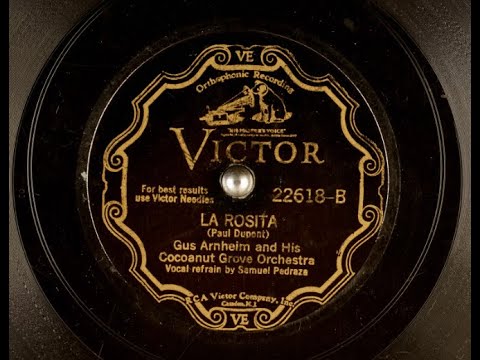 VE
Orthophonic Recording
"HIS MASTER'S VOICE"
VICTOR
For best results
use Victor Needles
22618-B
LA ROSITA
(Paul Dupont)
Gus Arnheim and His
Cocoanut Grove Orchestra
Vocal refrain by Samuel Pedraza
RCA Victor Company, Inc.
Camden, N.J.
VE